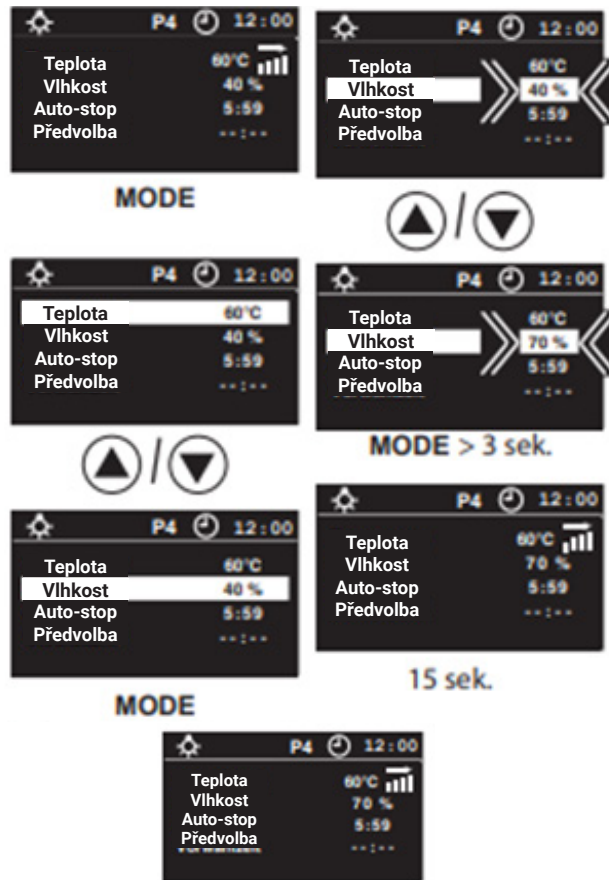 P4 12:00
Teplota 60°C
Vlhkost 40 %
Auto-stop 5:59
Předvolba --:--
MODE
P4 12:00
Teplota 60°C
Vlhkost 40 %
Auto-stop 5:59
Předvolba --:--
P4 12:00
Teplota 60°C
Vlhkost 40 %
Auto-stop 5:59
Předvolba --:--
MODE
P4 12:00
Teplota 60°C
Vlhkost 40 %
Auto-stop 5:59
Předvolba --:--
/
P4 12:00
Teplota 60°C
Vlhkost 70 %
Auto-stop 5:59
Předvolba --:--
MODE > 3 sek.
P4 12:00
Teplota 60°C
Vlhkost 70 %
Auto-stop 5:59
Předvolba --:--
15 sek.
P4 12:00
Teplota 60°C
Vlhkost 70 %
Auto-stop 5:59
Předvolba --:--